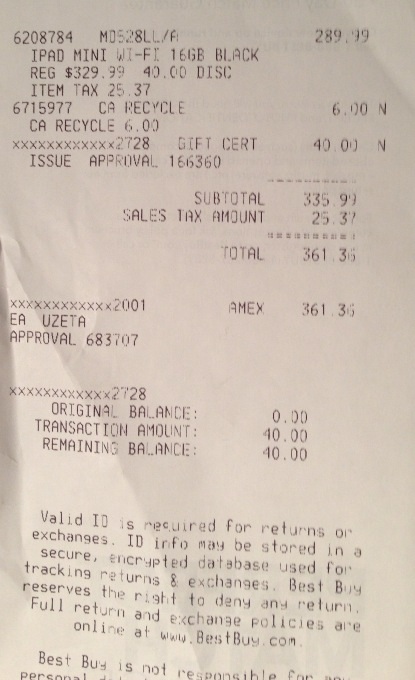 6208784 MD528LL/A 289.99
IPAD MINI WI-FI 16GB BLACK
REG $329.99 40.00 DISC
ITEM TAX 25.37
6715977 CA RECYCLE 6.00 N
CA RECYCLE 6.00
xxxxxxxxxxxx2728 GIFT CERT 40.00 N
ISSUE APPROVAL 166360
SUBTOTAL 335.99
SALES TAX AMOUNT 25.37
TOTAL 361.36
xxxxxxxxxxxx2001 AMEX 361.36
EA UZETA
APPROVAL 683707
xxxxxxxxxxxx2728
ORIGINAL BALANCE: 0.00
TRANSACTION AMOUNT: 40.00
REMAINING BALANCE: 40.00
Valid ID is required for returns or
exchanges. ID info may be stored in a
secure, encrypted database used for
tracking returns & exchanges. Best Buy
reserves the right to deny any return.
Full return and exchange policies are
online at www.BestBuy.com.
Best Buy is not responsible for any
personal